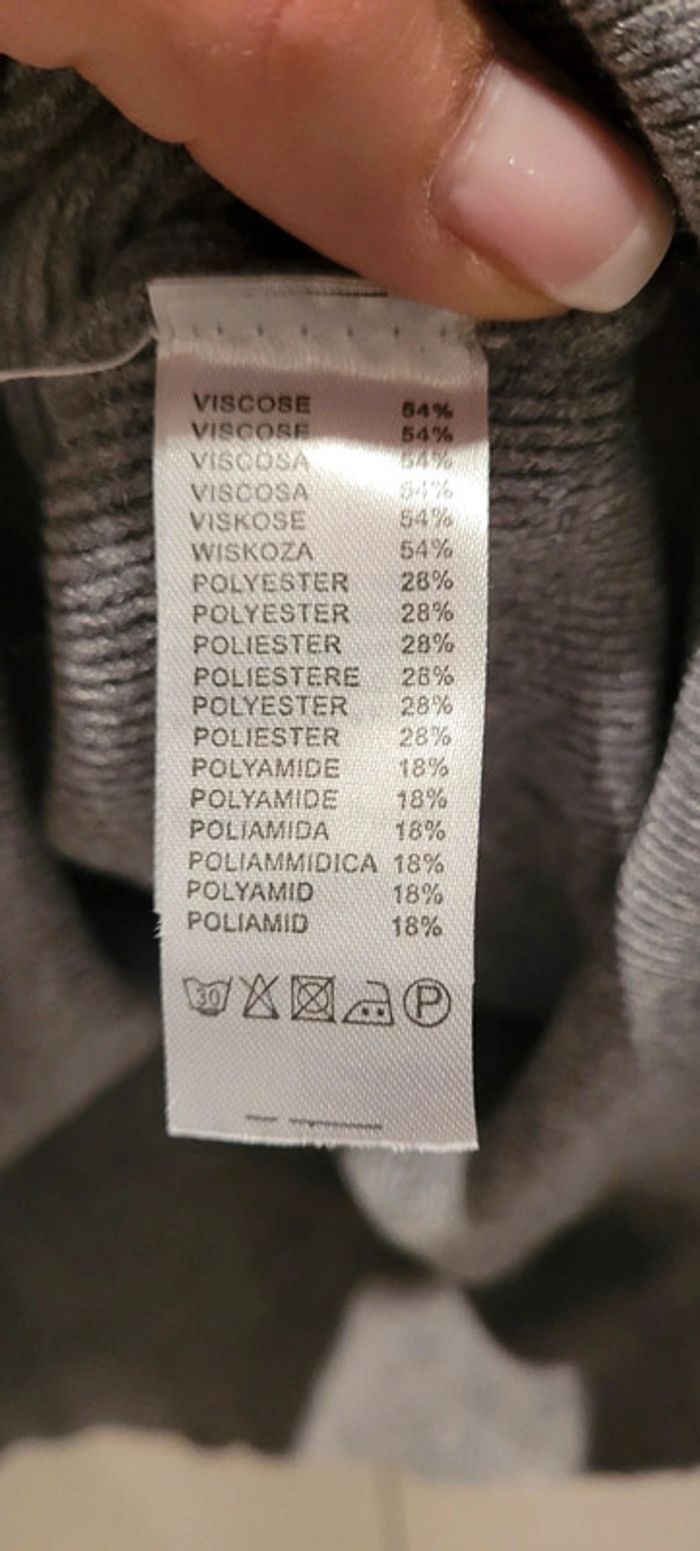 VISCOSE 54%
VISCOSE 54%
VISCOSA 54%
VISCOSA 54%
VISKOSE 54%
WISKOZA 54%
POLYESTER 28%
POLYESTER 28%
POLIESTER 28%
POLIESTERE 28%
POLYESTER 28%
POLIESTER 28%
POLYAMIDE 18%
POLYAMIDE 18%
POLIAMIDA 18%
POLIAMMIDICA 18%
POLYAMID 18%
POLIAMID 18%
30 P